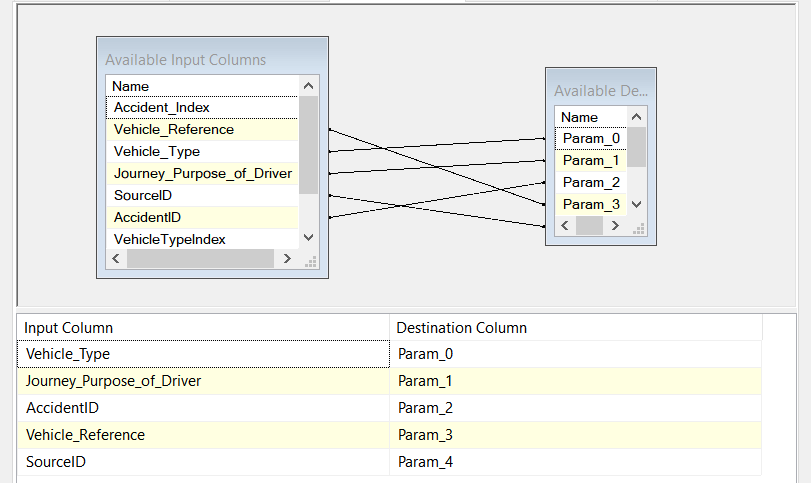 Available Input Columns
Name
Accident_Index
Vehicle_Reference
Vehicle_Type
Journey_Purpose_of_Driver
SourceID
AccidentID
VehicleTypeIndex
Available De...
Name
Param_0
Param_1
Param_2
Param_3
Input Column Destination Column
Vehicle_Type Param_0
Journey_Purpose_of_Driver Param_1
AccidentID Param_2
Vehicle_Reference Param_3
SourceID Param_4